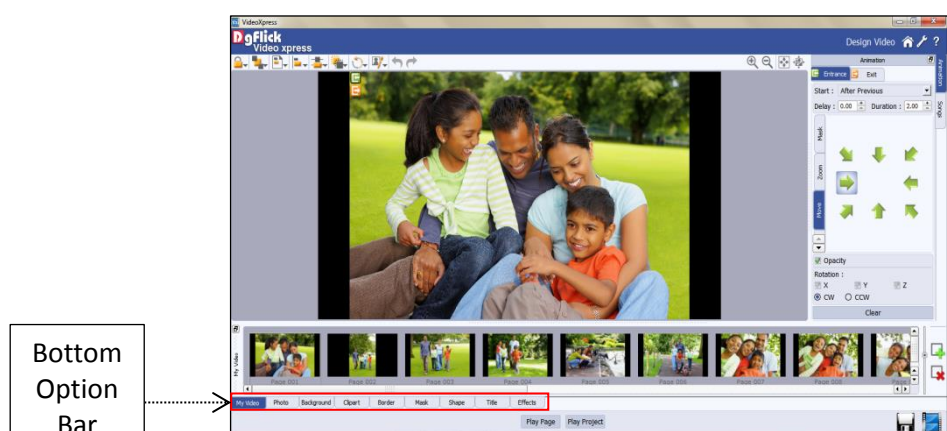 VideoXpress
DgFlick
Video xpress
Design Video
?
Animation
Entrance
Exit
Start : After Previous
Delay : 0.00 Duration : 2.00
Mask
Zoom
Move
Opacity
Rotation :
X Y Z
CW CCW
Clear
Animation
Songs
My Video
Page 001 Page 002 Page 003 Page 004 Page 005 Page 006 Page 007 Page 008
My Video Photo Background Clipart Border Mask Shape Title Effects
Play Page Play Project
Bottom
Option
Bar